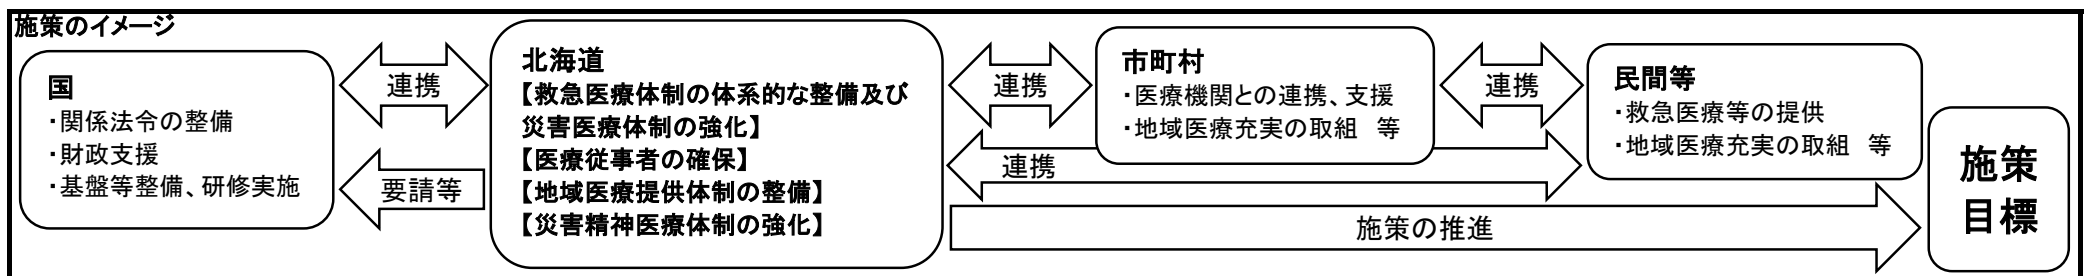 施策のイメージ
国
・関係法令の整備
・財政支援
・基盤等整備、研修実施
連携
要請等
北海道
【救急医療体制の体系的な整備及び
災害医療体制の強化】
【医療従事者の確保】
【地域医療提供体制の整備】
【災害精神医療体制の強化】
連携
市町村
・医療機関との連携、支援
・地域医療充実の取組　等
連携
連携
民間等
・救急医療等の提供
・地域医療充実の取組　等
施策の推進
施策
目標